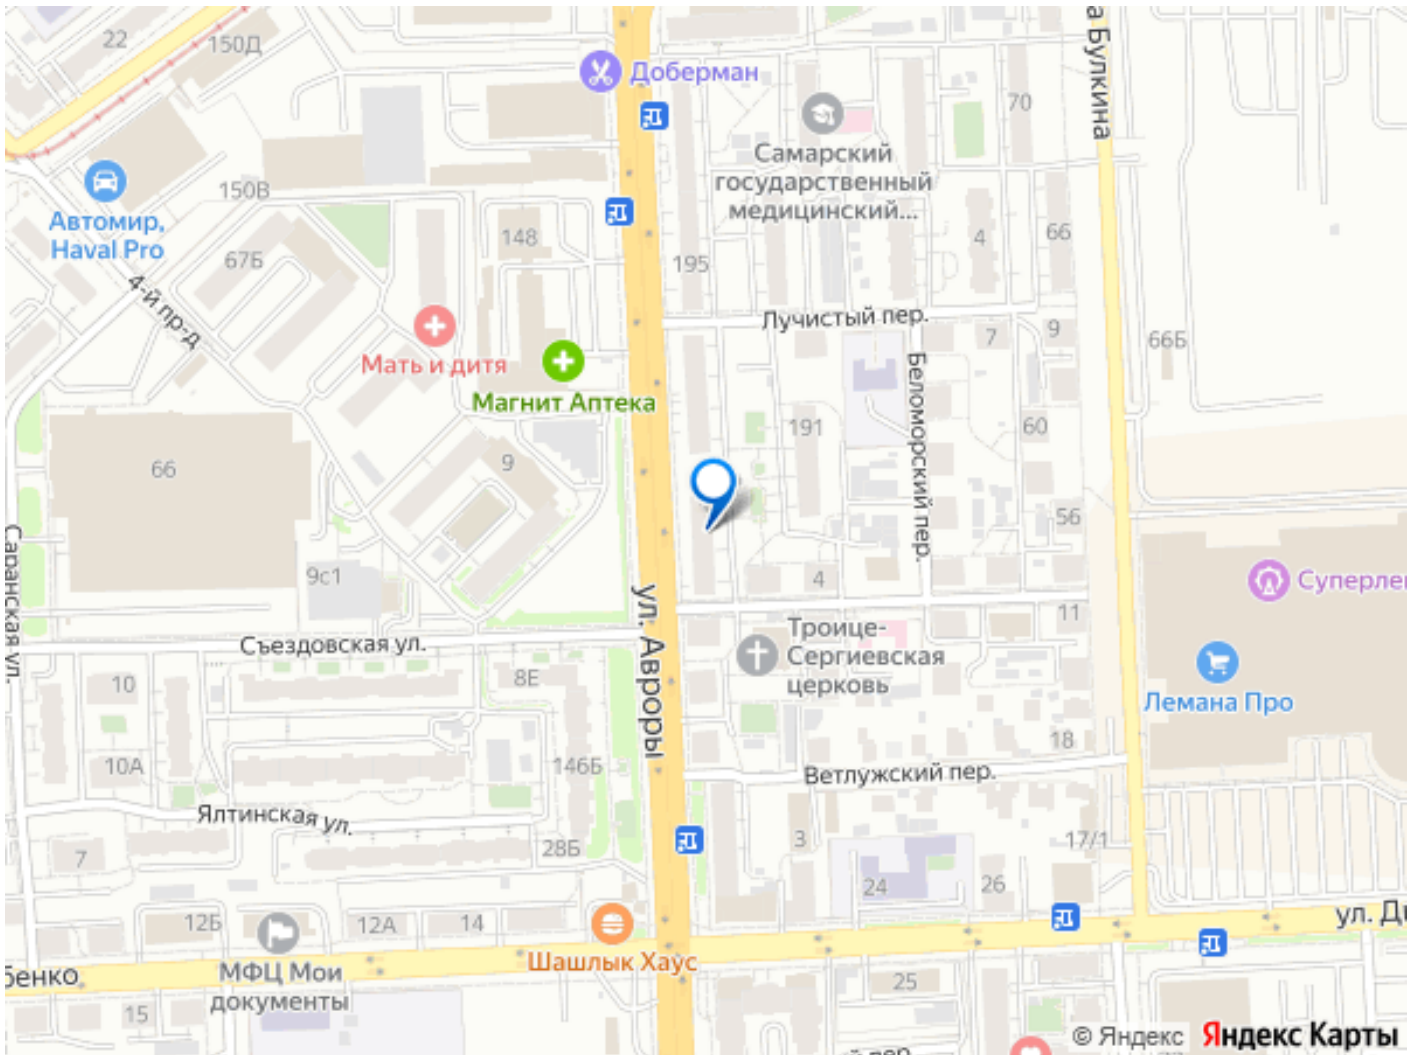 22
150Д
Доберман
а Булкина
70
Самарский
государственный
медицинский...
Автомир,
Haval Pro
150В
148
67Б
4
66
195
4-й пр-д
Лучистый пер.
7
9
66Б
Мать и дитя
Магнит Аптека
Беломорский пер.
191
60
66
9
56
Саранская ул.
9с1
4
ул. Авроры
Суперле
11
Съездовская ул.
Троице-
Сергиевская
церковь
10
8Е
Лемана Про
10А
146Б
18
Ветлужский пер.
Ялтинская ул.
7
28Б
3
17/1
24
26
12Б
12А
14
ул. Ды
Шашлык Хаус
бенко
МФЦ Мои
документы
25
15
й пер.
© Яндекс Яндекс Карты